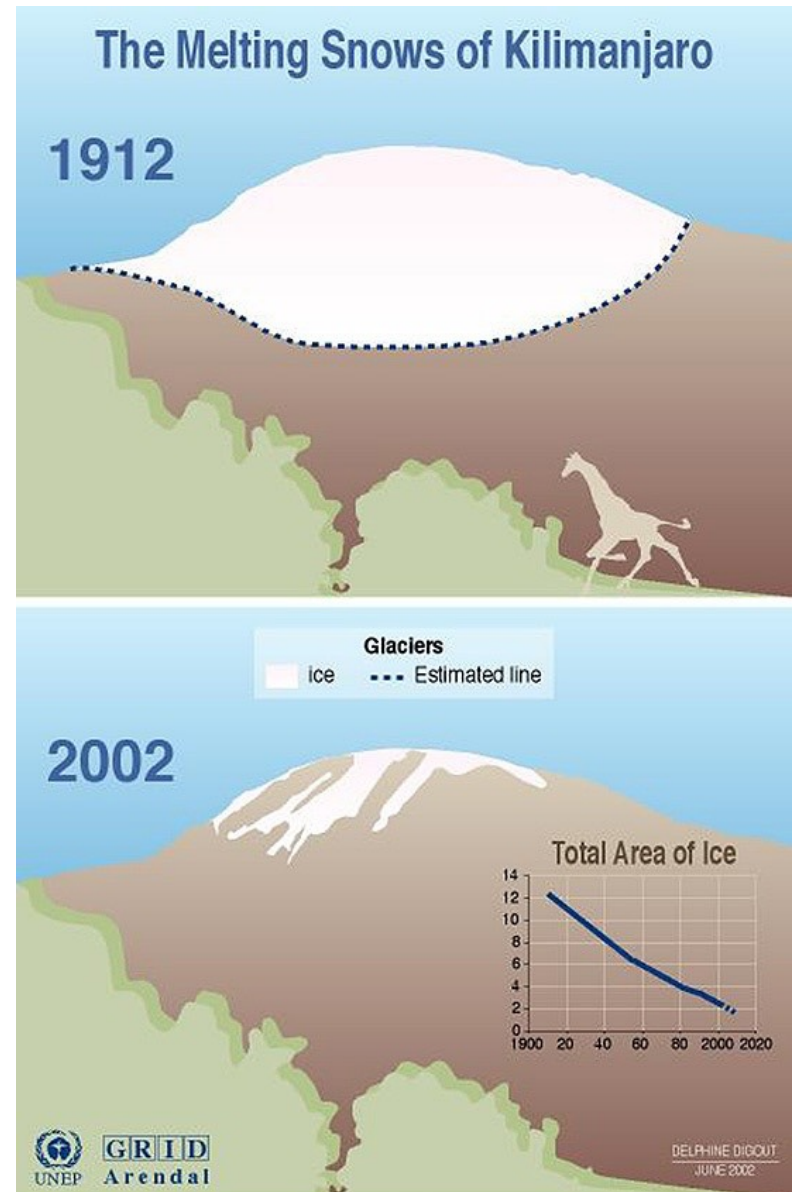 The Melting Snows of Kilimanjaro
1912
Glaciers
ice
Estimated line
2002
Total Area of Ice
14
12
10
8
6
4
2
0
1900 20 40 60 80 2000 2020
UNEP
GRID
Arendal
DELPHINE DIGOUT
JUNE 2002